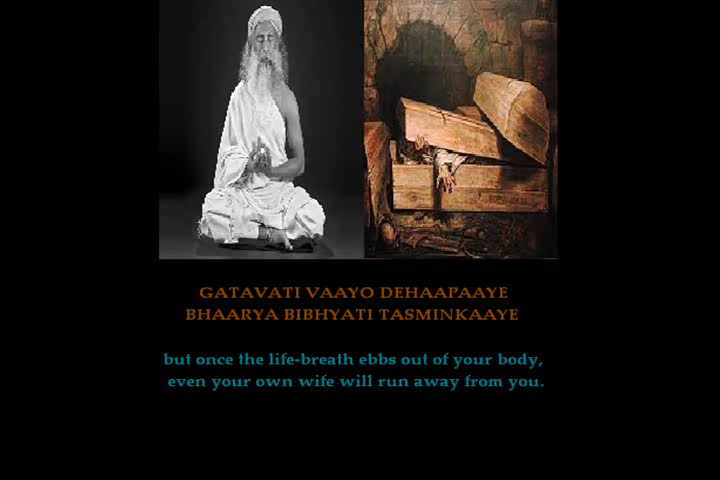 GATAVATI VAAYO DEHAAPAAYE
BHAARYA BIBHYATI TASMINKAAYE
but once the life-breath ebbs out of your body,
even your own wife will run away from you.